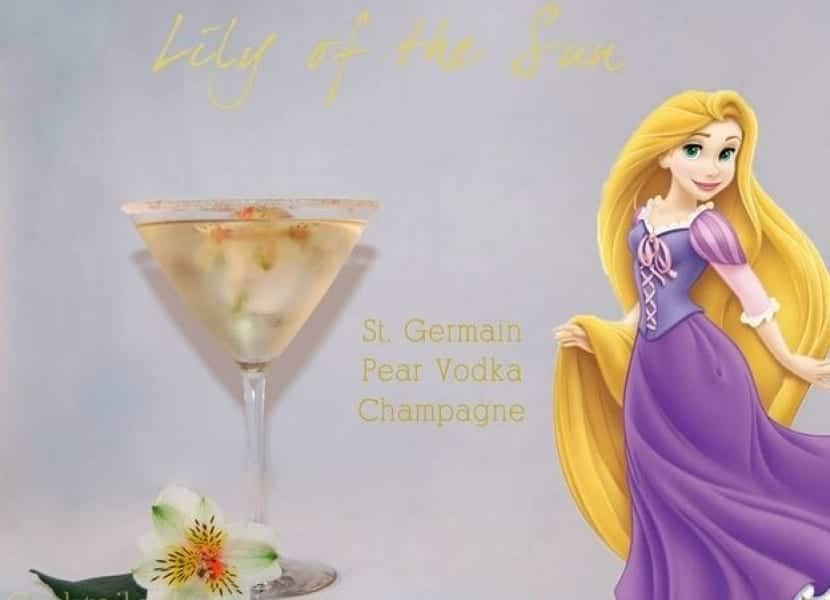 Lily of the Sun
St. Germain
Pear Vodka
Champagne